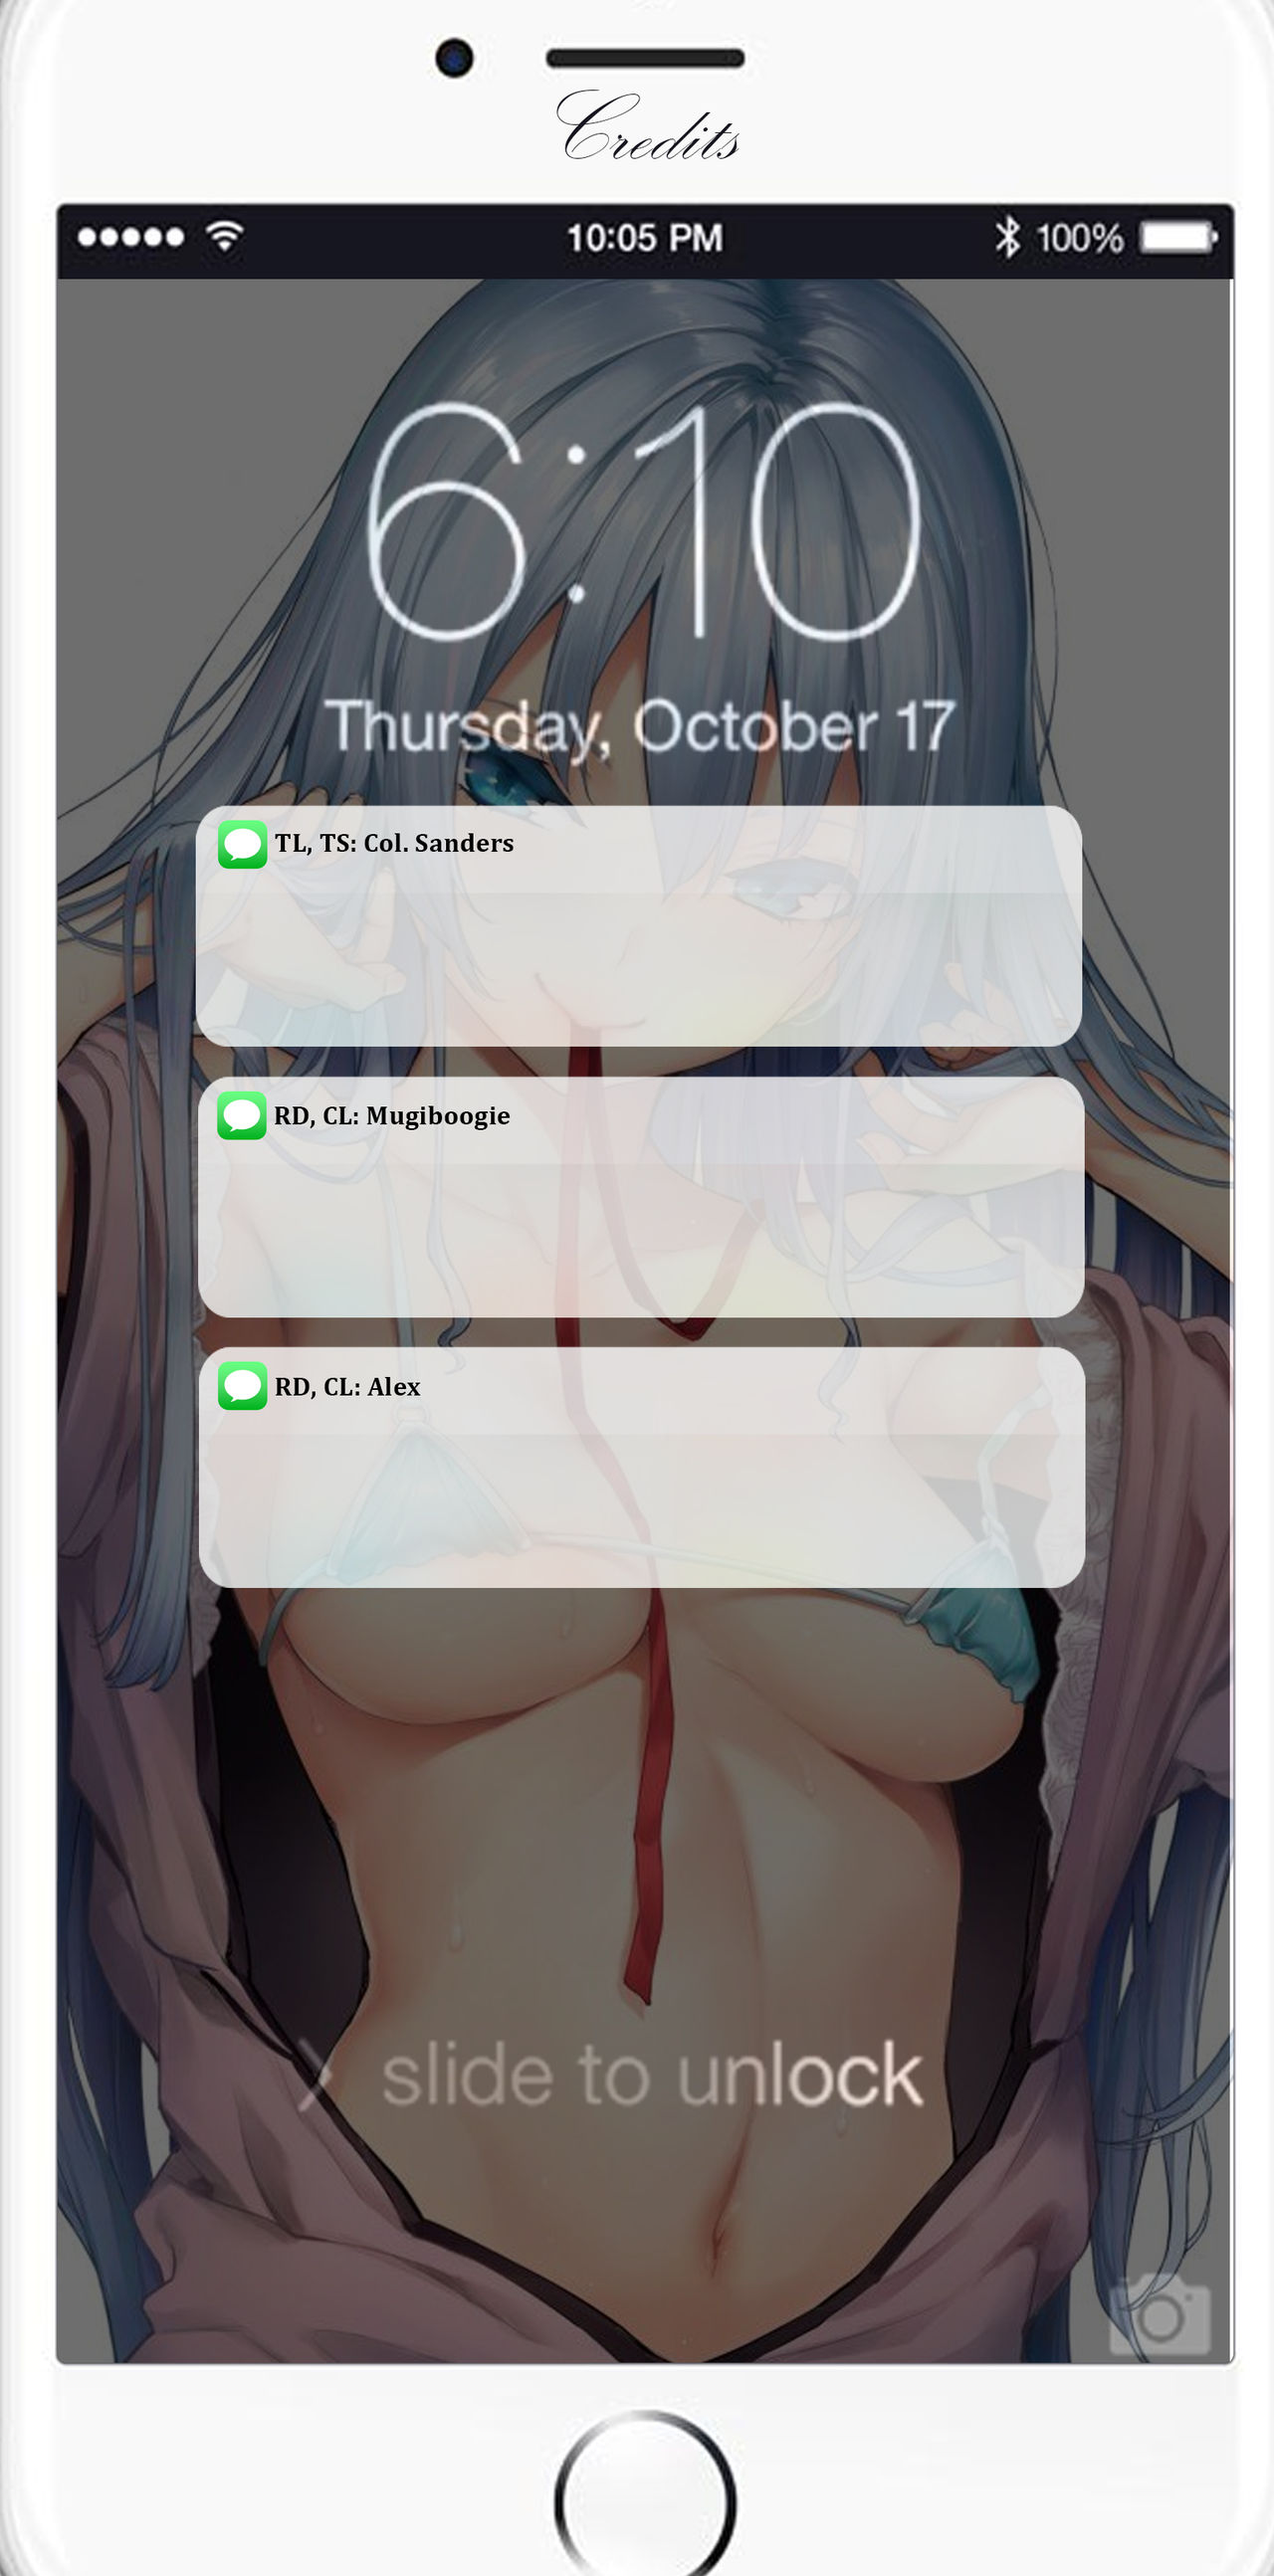 Credits
10:05 PM
100%
6:10
Thursday, October 17
TL, TS: Col. Sanders
RD, CL: Mugiboogie
RD, CL: Alex
slide to unlock